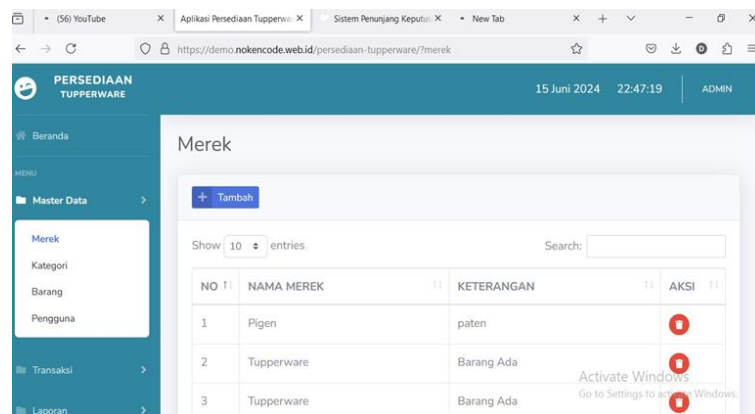 (56) YouTube
Aplikasi Persediaan Tupperwa
Sistem Penunjang Keputus
New Tab
https://demo.nokencode.web.id/persediaan-tupperware/?merek
PERSEDIAAN
TUPPERWARE
15 Juni 2024 22:47:19 ADMIN
Beranda
MENU
Master Data
Merek
Kategori
Barang
Pengguna
Transaksi
Laporan
Merek
+ Tambah
Show 10 entries
Search:
NO NAMA MEREK KETERANGAN AKSI
1 Pigen paten
2 Tupperware Barang Ada
3 Tupperware Barang Ada
Activate Windows
Go to Settings to activate Windows.